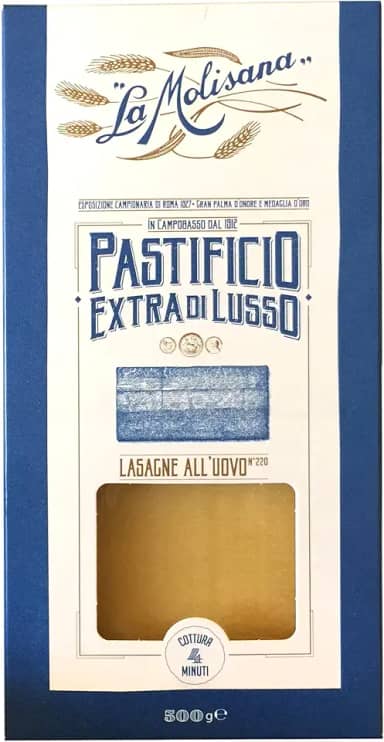 "La Molisana"
ESPOSIZIONE CAMPIONARIA DI ROMA 1927 • GRAN PALMA D'ONORE E MEDAGLIA D'ORO
IN CAMPOBASSO DAL 1912
PASTIFICIO
EXTRA DI LUSSO
LASAGNE ALL'UOVO N°220
COTTURA
4
MINUTI
500g℮